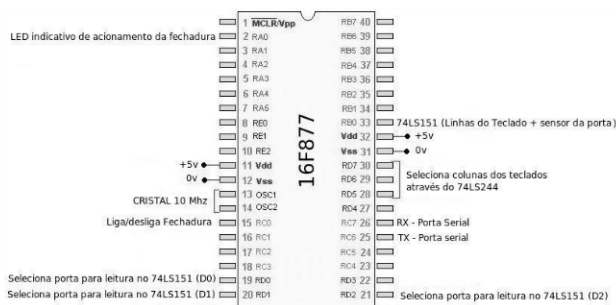 1 MCLR/Vpp RB7 40
LED indicativo de acionamento da fechadura 2 RA0 RB6 39
3 RA1 RB5 38
4 RA2 RB4 37
5 RA3 RB3 36
6 RA4 RB2 35
7 RA5 RB1 34
8 RE0 RB0 33 74LS151 (Linhas do Teclado + sensor da porta)
9 RE1 Vdd 32 +5v
10 RE2 Vss 31 0v
+5v 11 Vdd RD7 30
0v 12 Vss RD6 29
Seleciona colunas dos teclados
através do 74LS244
CRISTAL 10 Mhz
13 OSC1 RD5 28
14 OSC2 RD4 27
Liga/desliga Fechadura 15 RC0 RC7 26 RX - Porta Serial
16 RC1 RC6 25 TX - Porta serial
17 RC2 RC5 24
18 RC3 RC4 23
Seleciona porta para leitura no 74LS151 (D0) 19 RD0 RD3 22
Seleciona porta para leitura no 74LS151 (D1) 20 RD1 RD2 21 Seleciona porta para leitura no 74LS151 (D2)
16F877